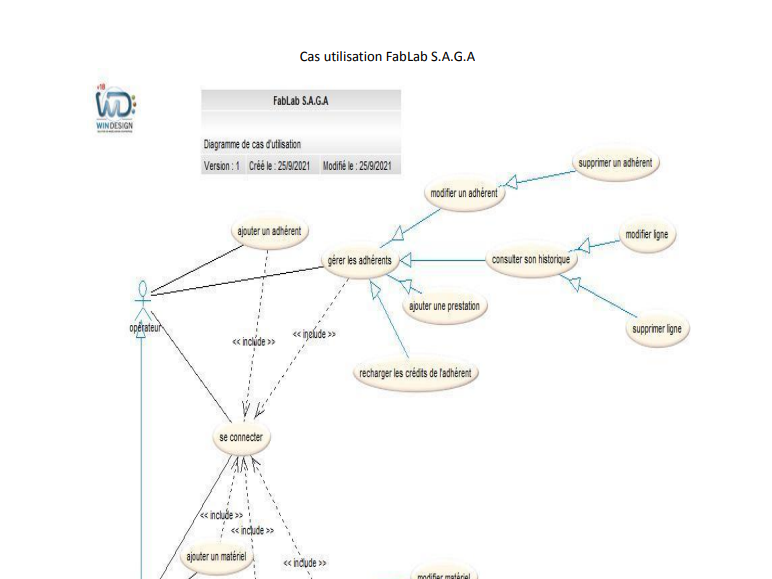 Cas utilisation FabLab S.A.G.A
WINDESIGN
FabLab S.A.G.A
Diagramme de cas d'utilisation
Version : 1 Créé le : 25/9/2021 Modifié le : 25/9/2021
supprimer un adhérent
modifier un adhérent
ajouter un adhérent
modifier ligne
gérer les adhérents
consulter son historique
ajouter une prestation
opérateur
supprimer ligne
<< include >>
<< include >>
recharger les crédits de l'adhérent
se connecter
<< include >>
<< include >>
ajouter un matériel
<< include >>
modifier matériel